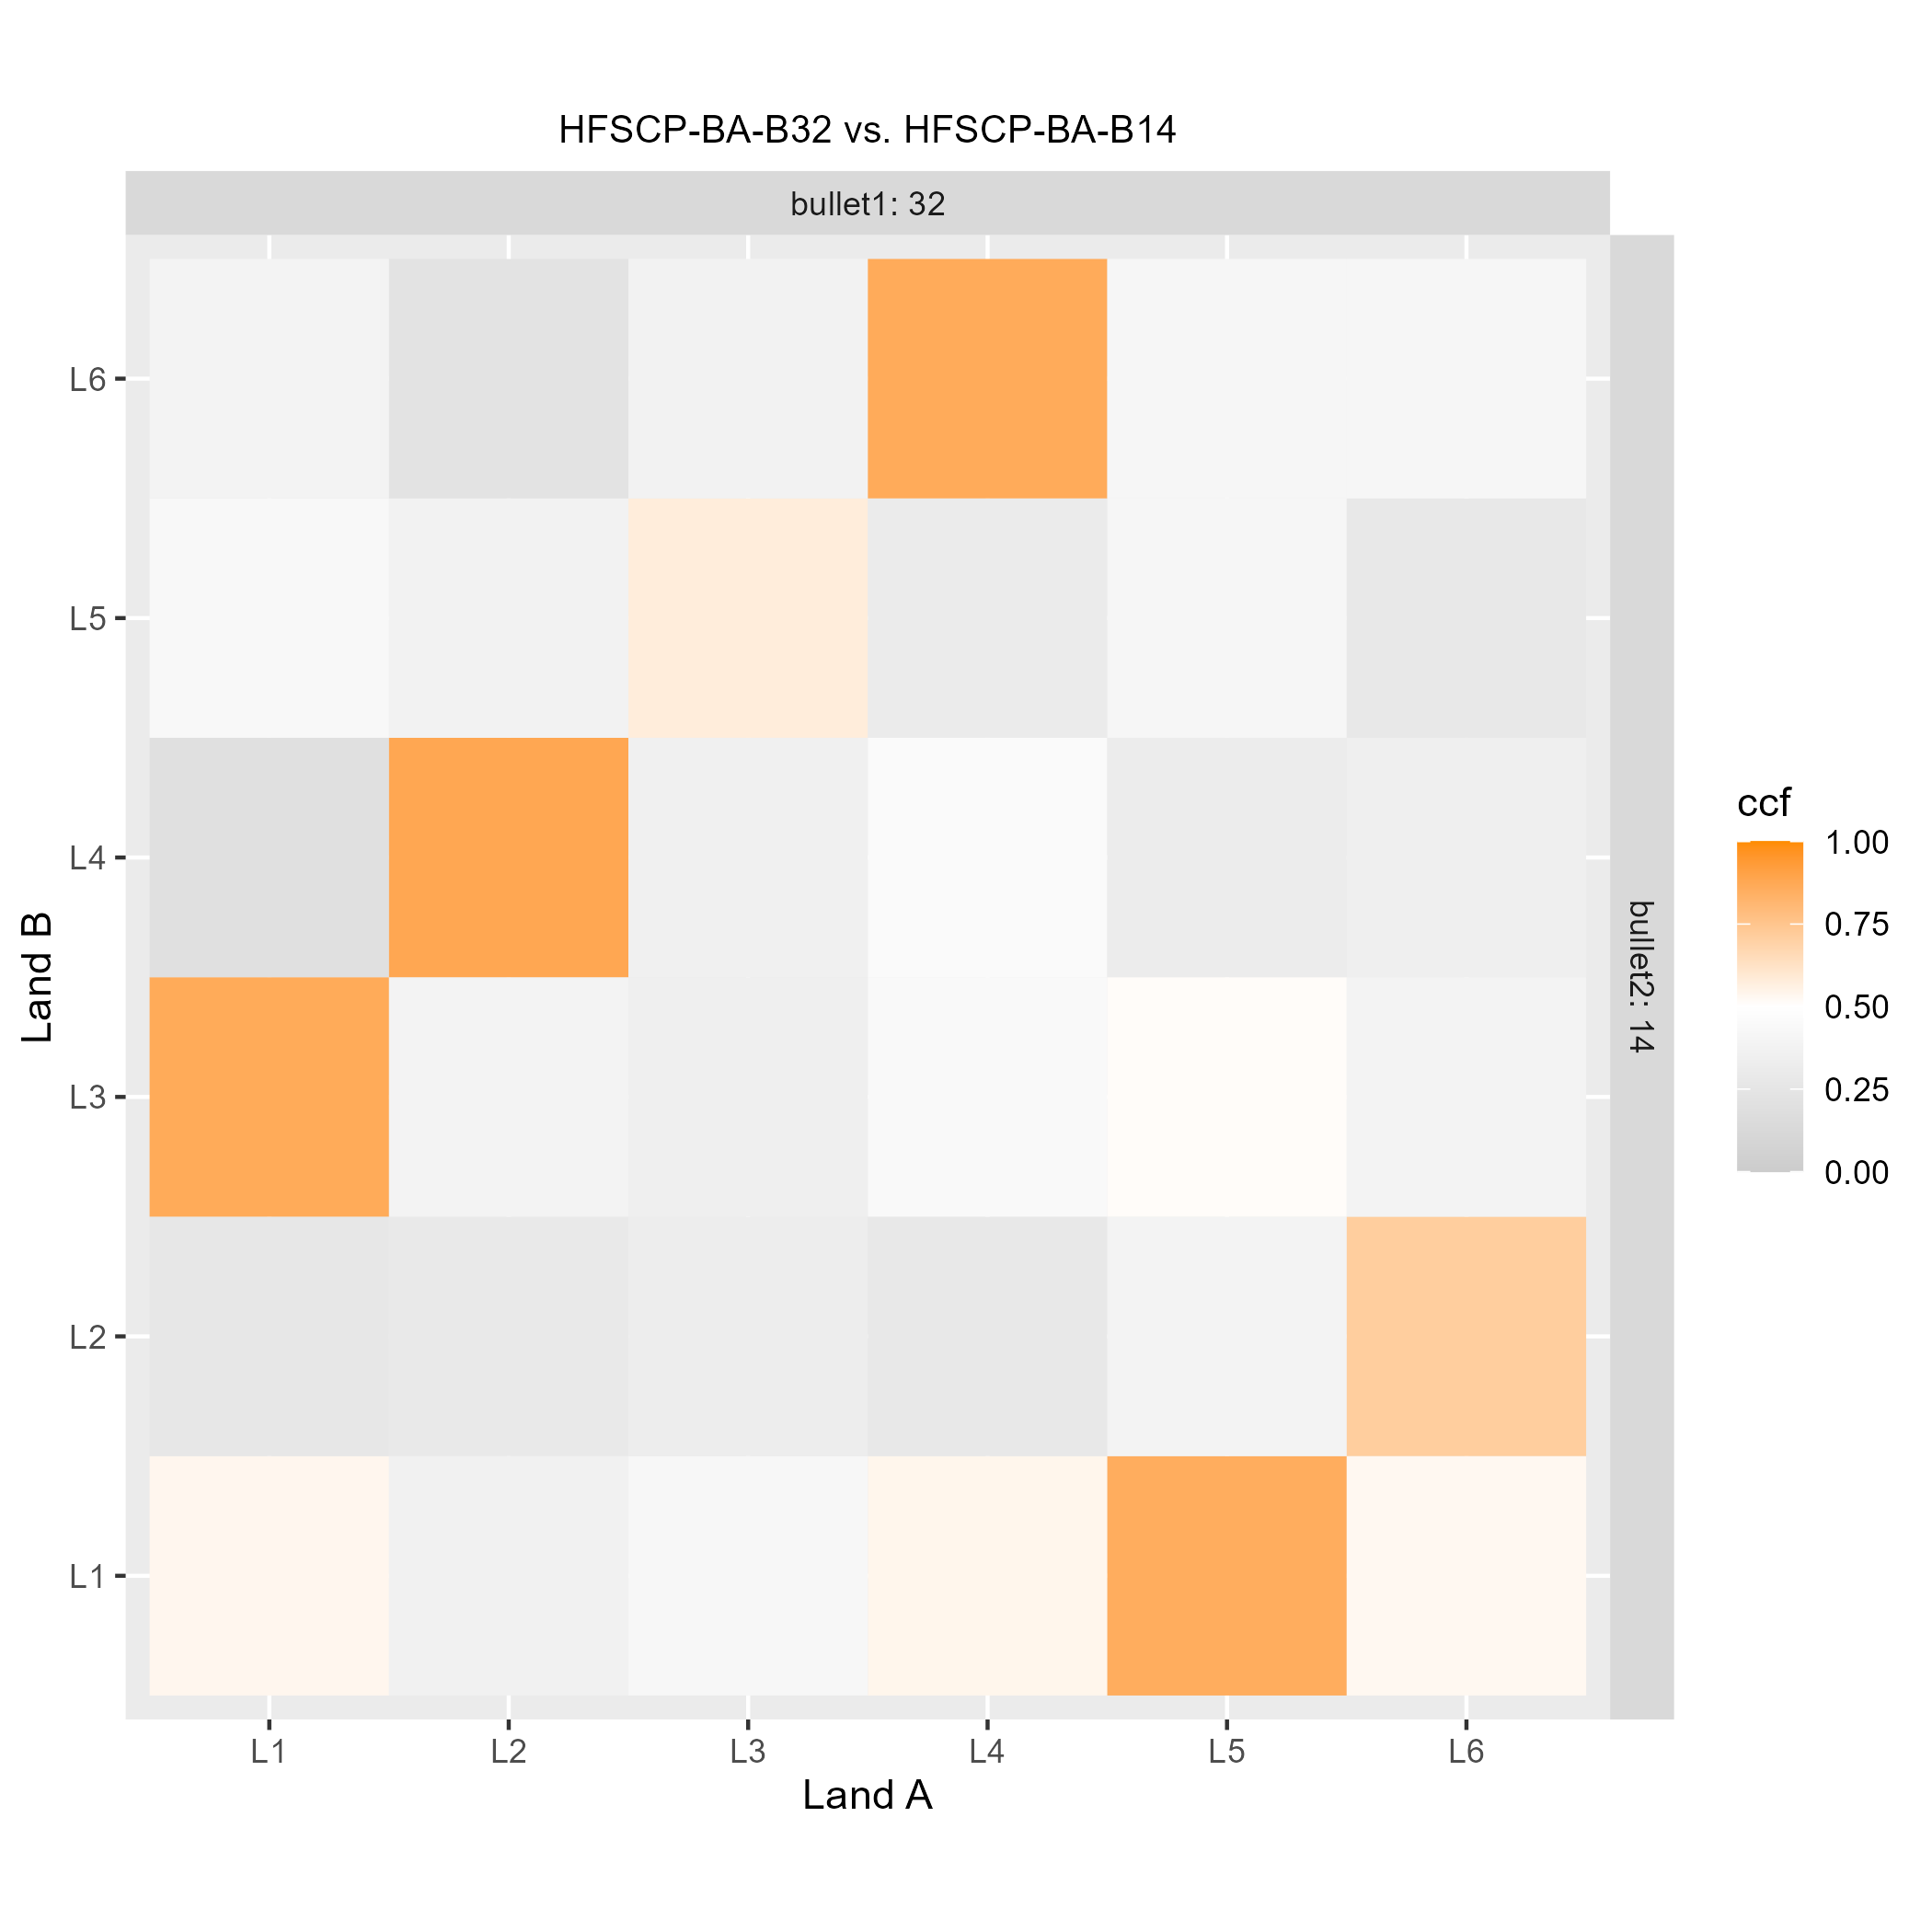 HFSCP-BA-B32 vs. HFSCP-BA-B14
bullet1: 32
L6
L5
L4
L3
L2
L1
Land B
L1
L2
L3
L4
L5
L6
Land A
bullet2: 14
ccf
1.00
0.75
0.50
0.25
0.00